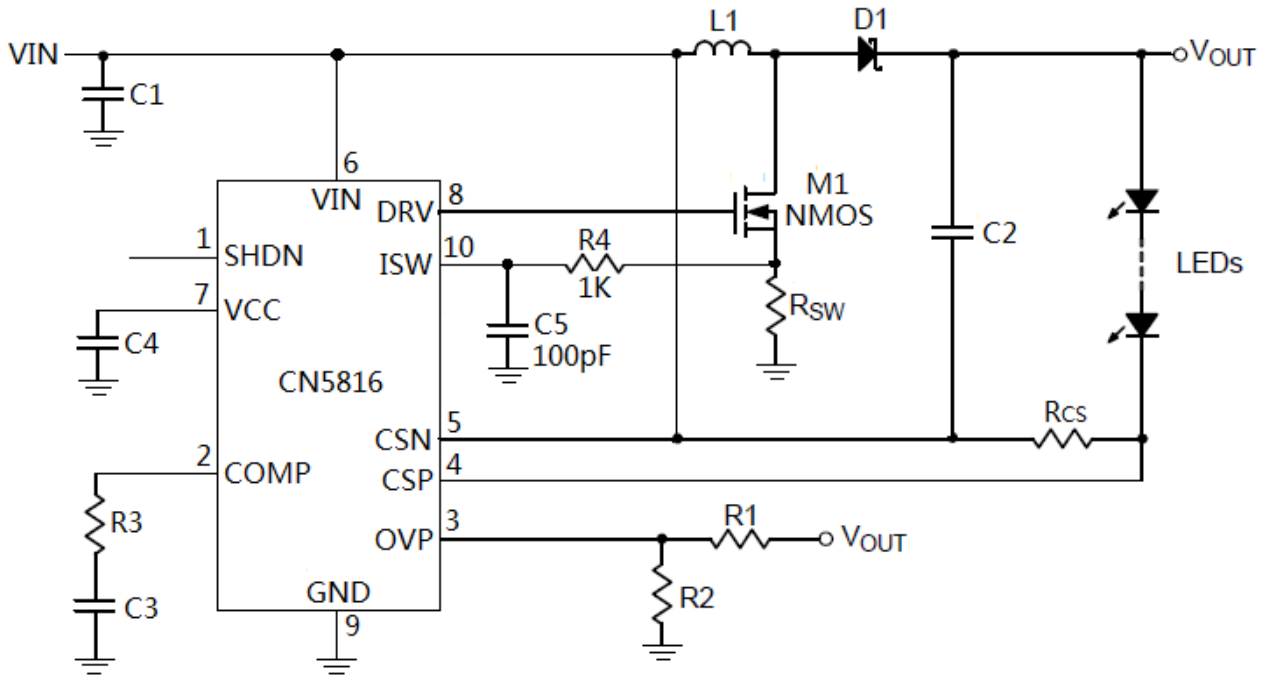 L1
D1
VIN
VOUT
C1
6
VIN
8
DRV
M1
NMOS
1
SHDN
10
ISW
R4
1K
C2
LEDs
7
VCC
RSW
C4
C5
100pF
CN5816
5
CSN
RCS
2
COMP
4
CSP
R3
3
OVP
R1
VOUT
C3
GND
R2
9